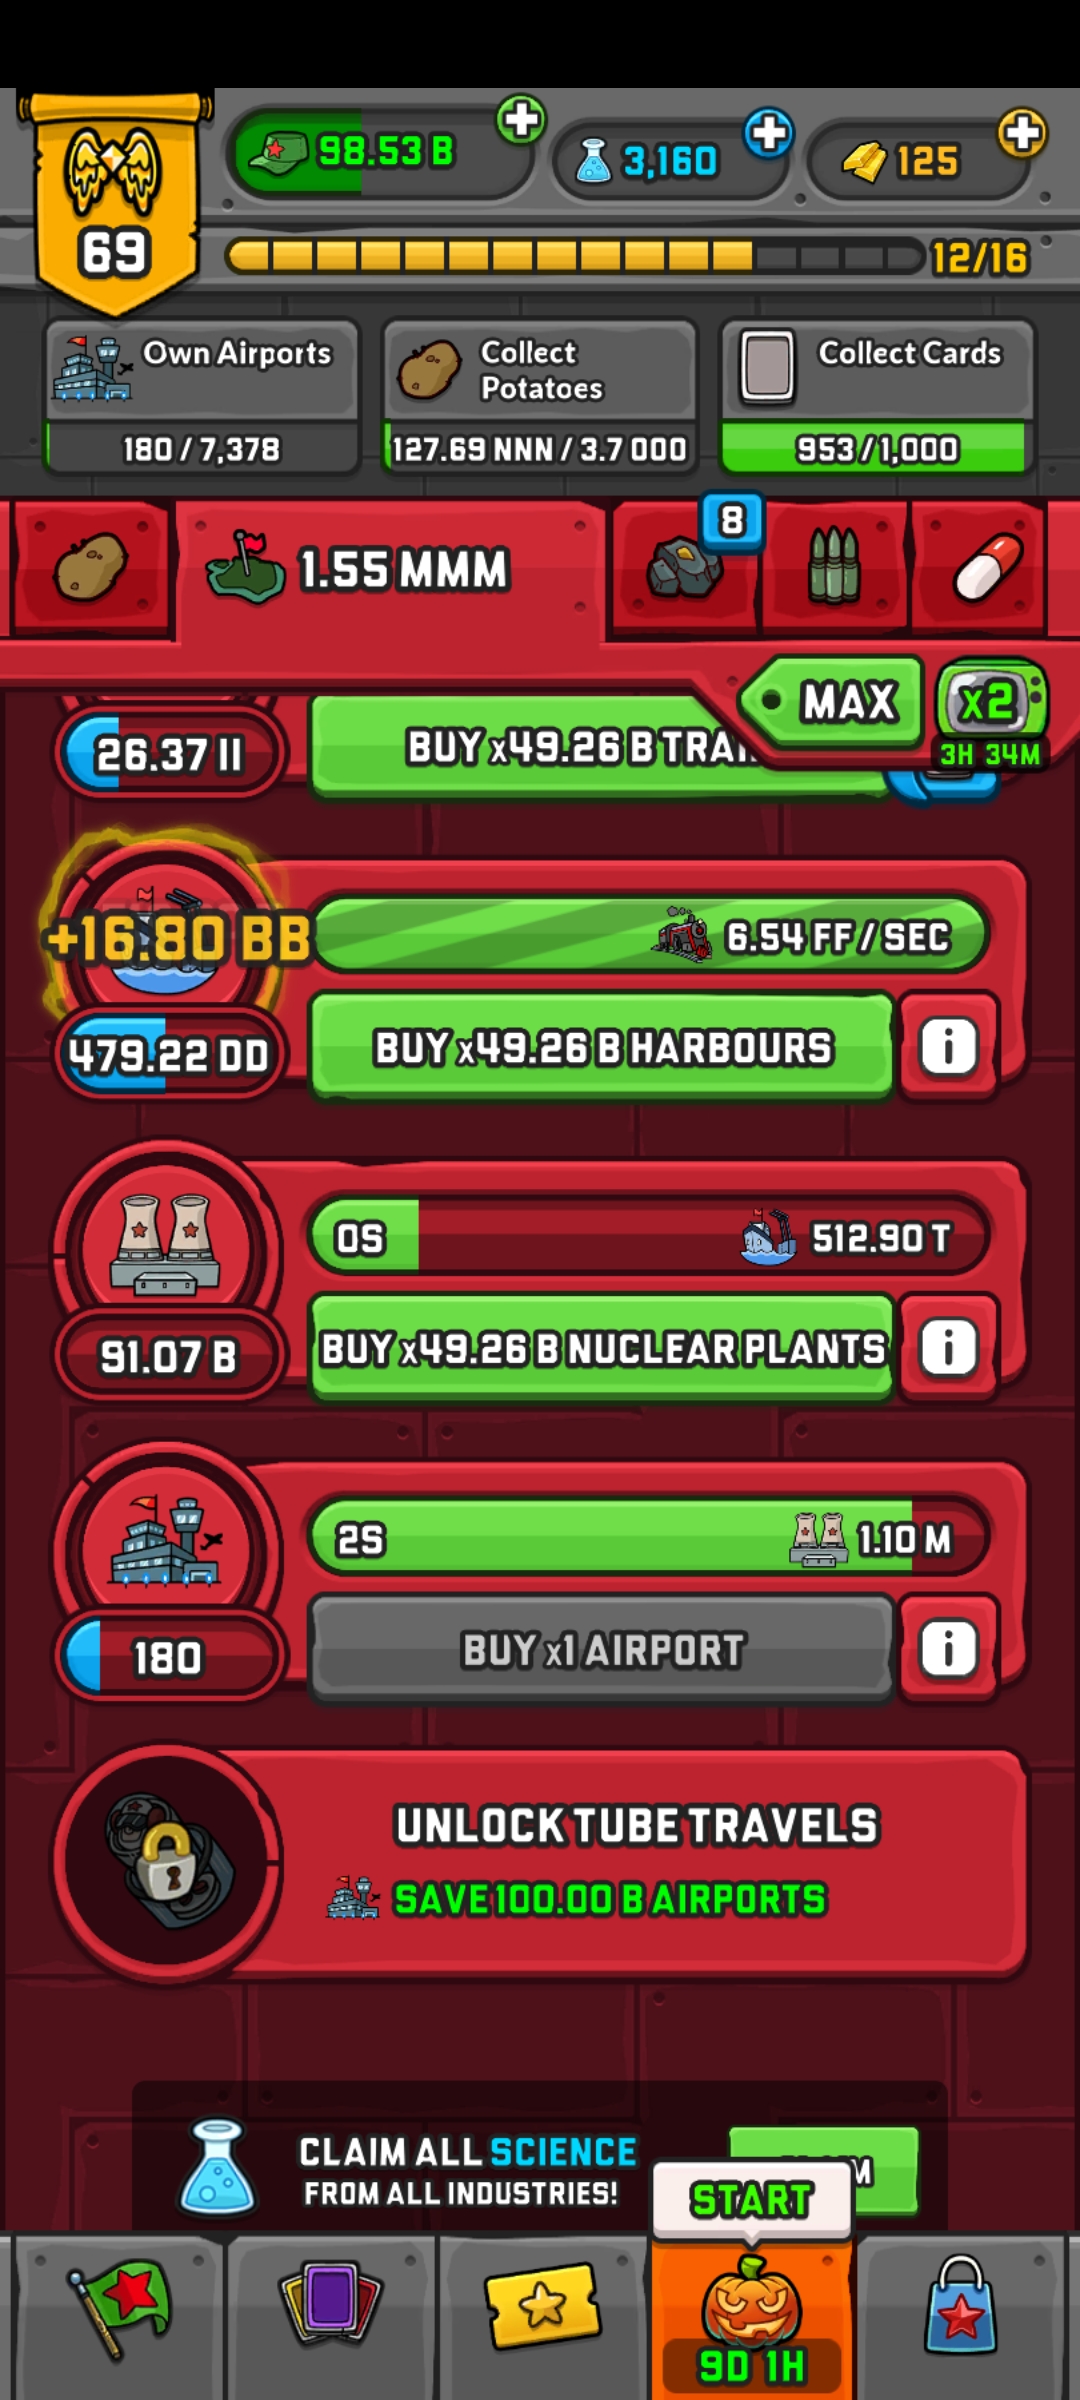 69
98.53 B
3,160
125
12/16
Own Airports
180 / 7,378
Collect
Potatoes
127.69 NNN / 3.7 OOO
Collect Cards
953 / 1,000
1.55 MMM
8
MAX
x2
3H 34M
26.37 II
BUY x49.26 B
+16.80 BB
6.54 FF / SEC
479.22 DD
BUY x49.26 B HARBOURS
0S
512.90 T
91.07 B
BUY x49.26 B NUCLEAR PLANTS
2S
1.10 M
180
BUY x1 AIRPORT
UNLOCK TUBE TRAVELS
SAVE 100.00 B AIRPORTS
CLAIM ALL SCIENCE
FROM ALL INDUSTRIES!
START
9D 1H